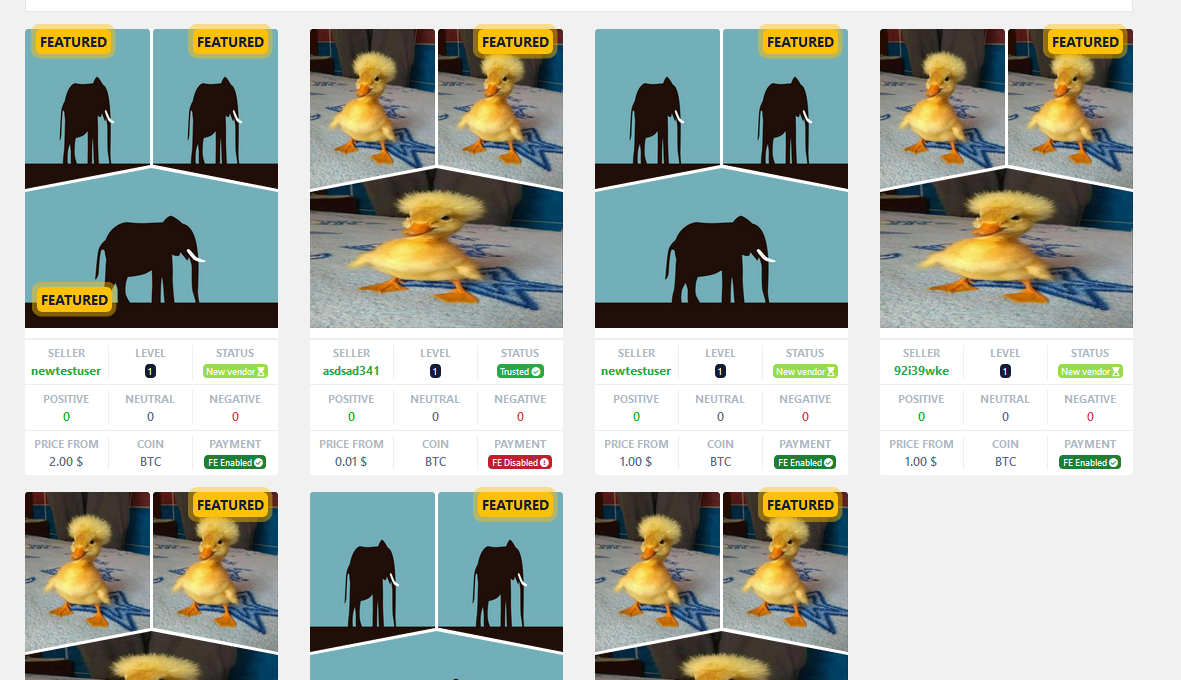 FEATURED FEATURED FEATURED FEATURED FEATURED
FEATURED
SELLER LEVEL STATUS SELLER LEVEL STATUS SELLER LEVEL STATUS SELLER LEVEL STATUS
newtestuser 1 New vendor asdsad341 1 Trusted newtestuser 1 New vendor 92i39wke 1 New vendor
POSITIVE NEUTRAL NEGATIVE POSITIVE NEUTRAL NEGATIVE POSITIVE NEUTRAL NEGATIVE POSITIVE NEUTRAL NEGATIVE
0 0 0 0 0 0 0 0 0 0 0 0
PRICE FROM COIN PAYMENT PRICE FROM COIN PAYMENT PRICE FROM COIN PAYMENT PRICE FROM COIN PAYMENT
2.00 $ BTC FE Enabled 0.01 $ BTC FE Disabled 1.00 $ BTC FE Enabled 1.00 $ BTC FE Enabled
FEATURED FEATURED FEATURED